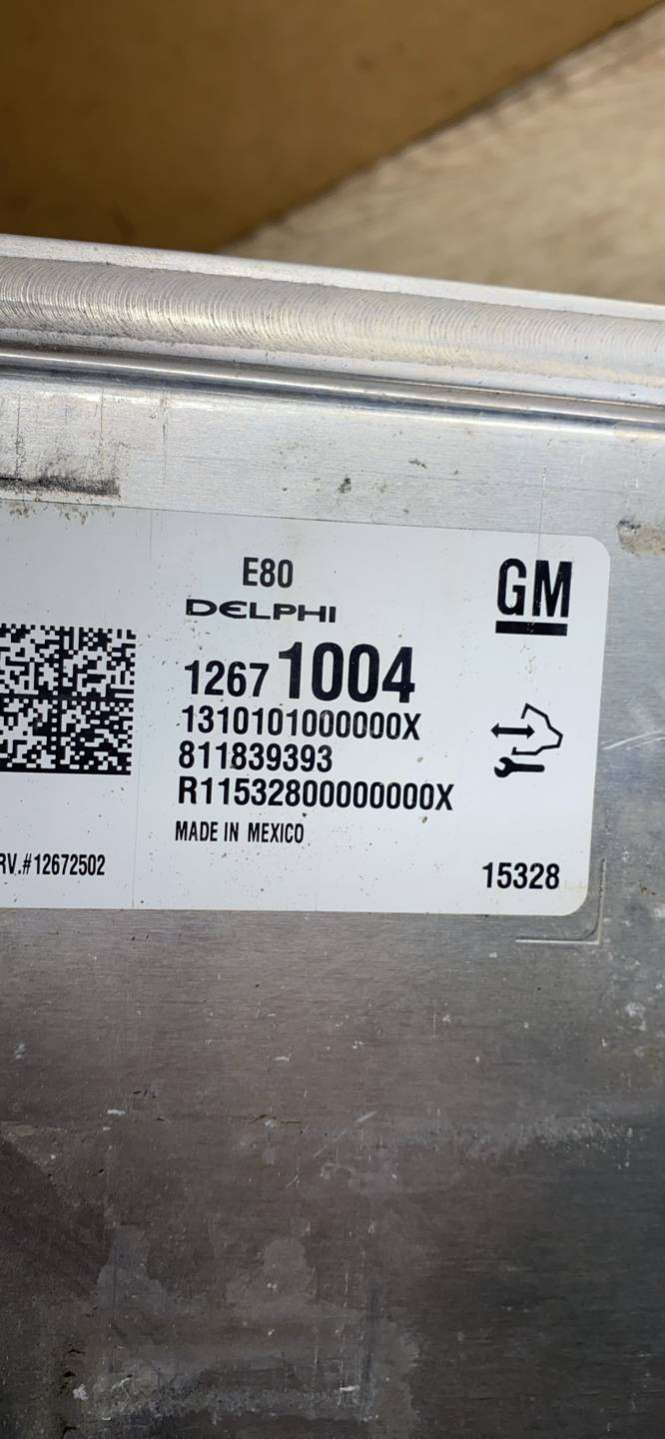 E80
GM
DELPHI
12671004
1310101000000X
811839393
R11532800000000X
MADE IN MEXICO
RV.#12672502
15328